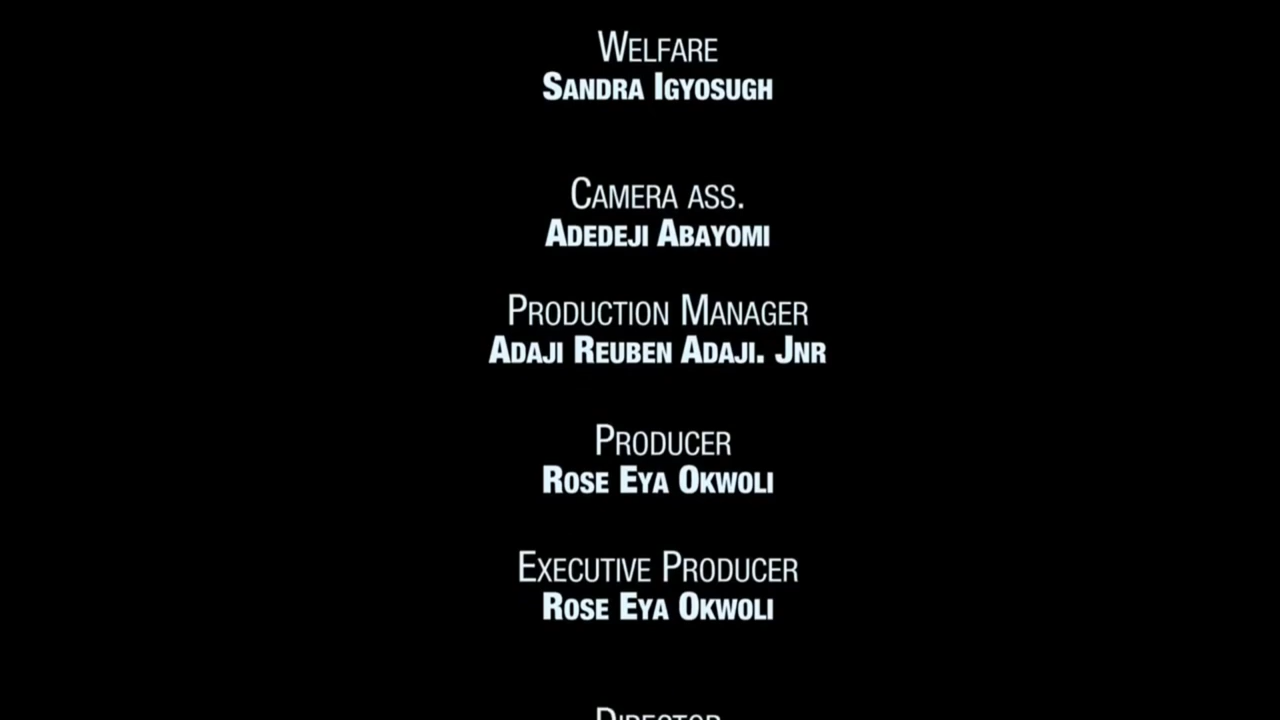 Welfare
Sandra Igyosugh
Camera ass.
Adedeji Abayomi
Production Manager
Adaji Reuben Adaji. Jnr
Producer
Rose Eya Okwoli
Executive Producer
Rose Eya Okwoli
Director